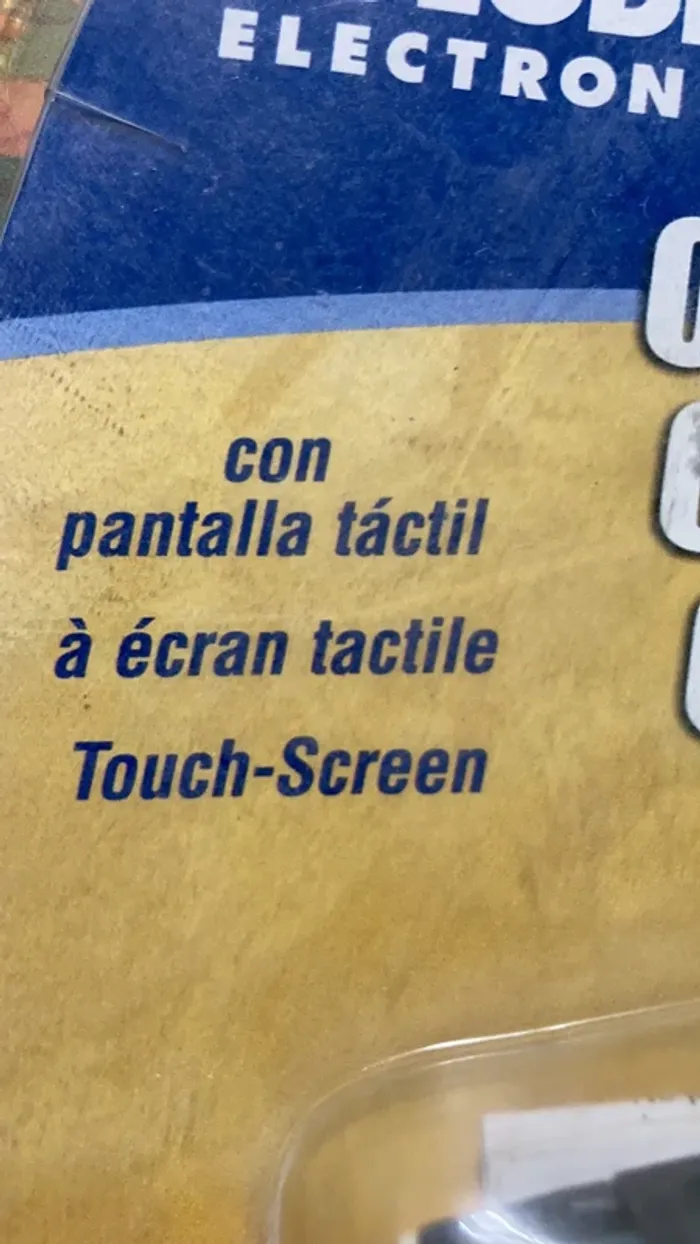 ELECTRON
con
pantalla táctil
à écran tactile
Touch-Screen